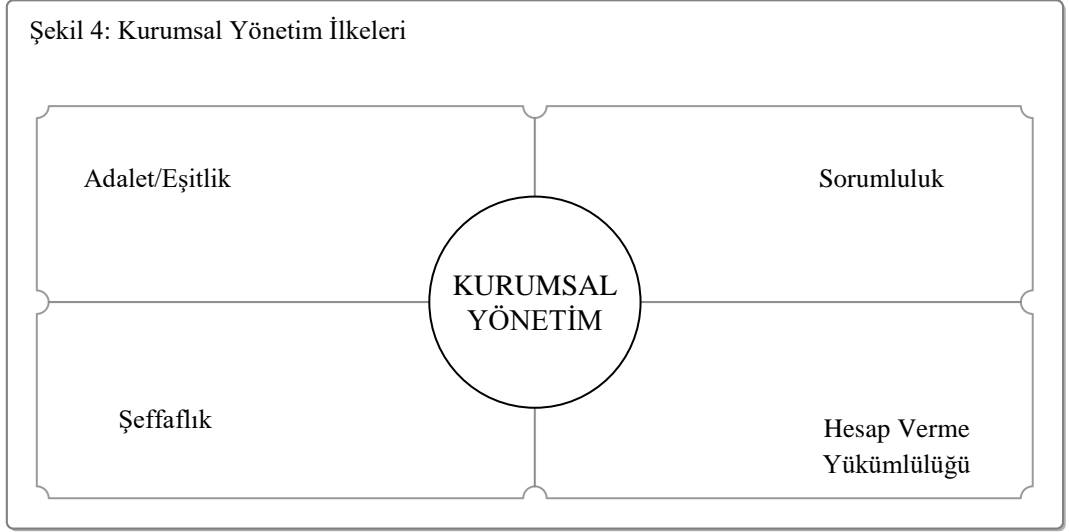 Şekil 4: Kurumsal Yönetim İlkeleri
Adalet/Eşitlik
Sorumluluk
KURUMSAL
YÖNETİM
Şeffaflık
Hesap Verme
Yükümlülüğü